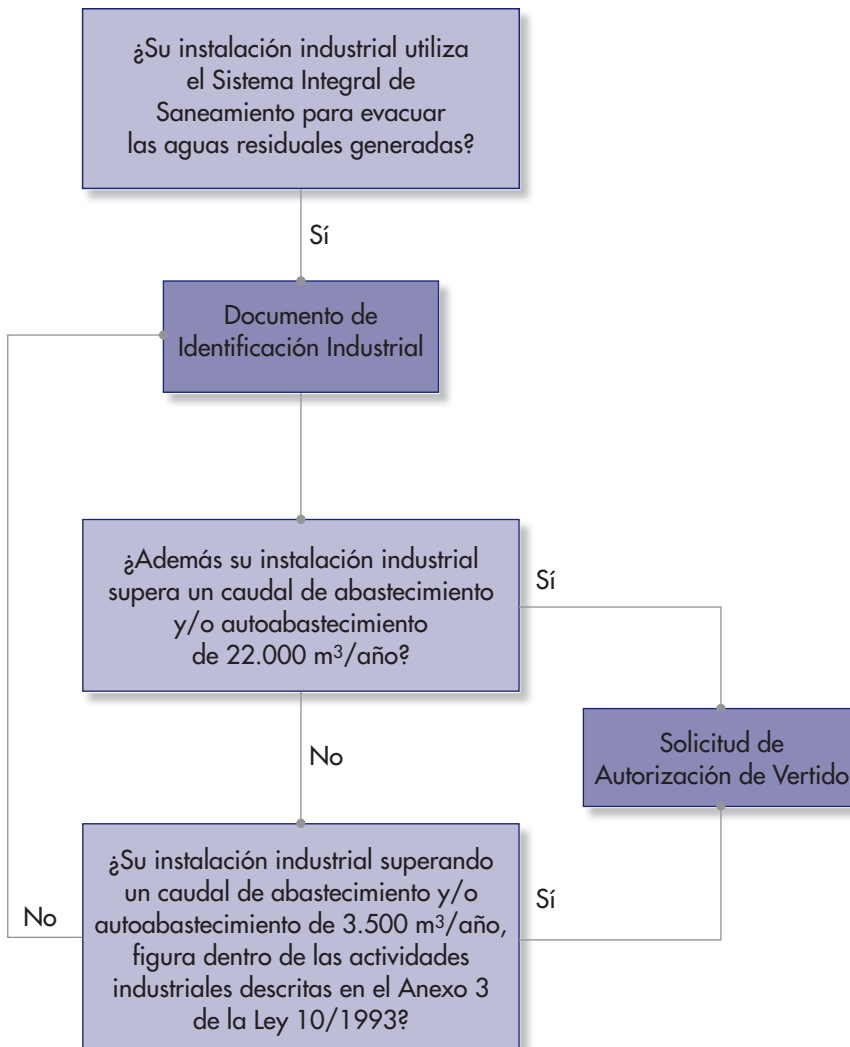 ¿Su instalación industrial utiliza
el Sistema Integral de
Saneamiento para evacuar
las aguas residuales generadas?
Sí
Documento de
Identificación Industrial
¿Además su instalación industrial
supera un caudal de abastecimiento
y/o autoabastecimiento
de 22.000 m³/año?
Sí
No
Solicitud de
Autorización de Vertido
¿Su instalación industrial superando
un caudal de abastecimiento y/o
autoabastecimiento de 3.500 m³/año,
figura dentro de las actividades
industriales descritas en el Anexo 3
de la Ley 10/1993?
Sí
No